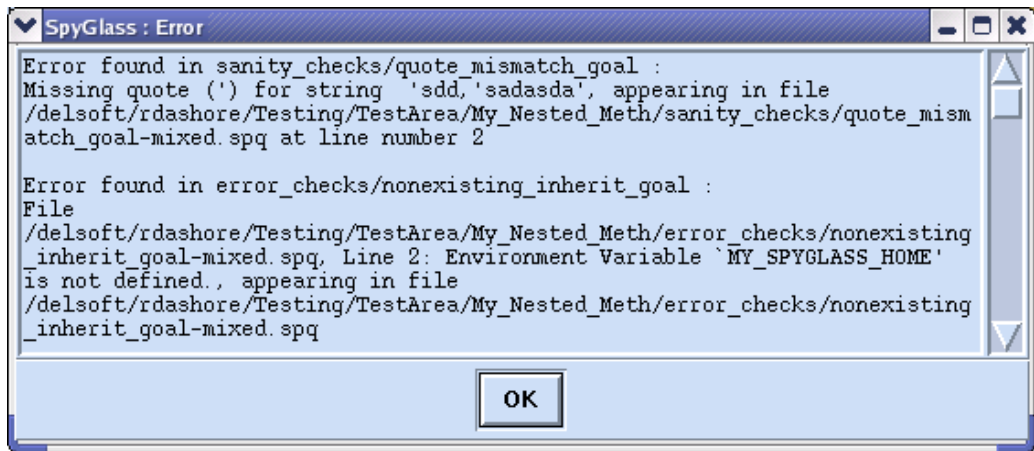 SpyGlass : Error
Error found in sanity_checks/quote_mismatch_goal :
Missing quote (') for string  'sdd,'sadasda', appearing in file
/delsoft/rdashore/Testing/TestArea/My_Nested_Meth/sanity_checks/quote_mism
atch_goal-mixed.spq at line number 2
Error found in error_checks/nonexisting_inherit_goal :
File
/delsoft/rdashore/Testing/TestArea/My_Nested_Meth/error_checks/nonexisting
_inherit_goal-mixed.spq, Line 2: Environment Variable `MY_SPYGLASS_HOME'
is not defined., appearing in file
/delsoft/rdashore/Testing/TestArea/My_Nested_Meth/error_checks/nonexisting
_inherit_goal-mixed.spq
OK